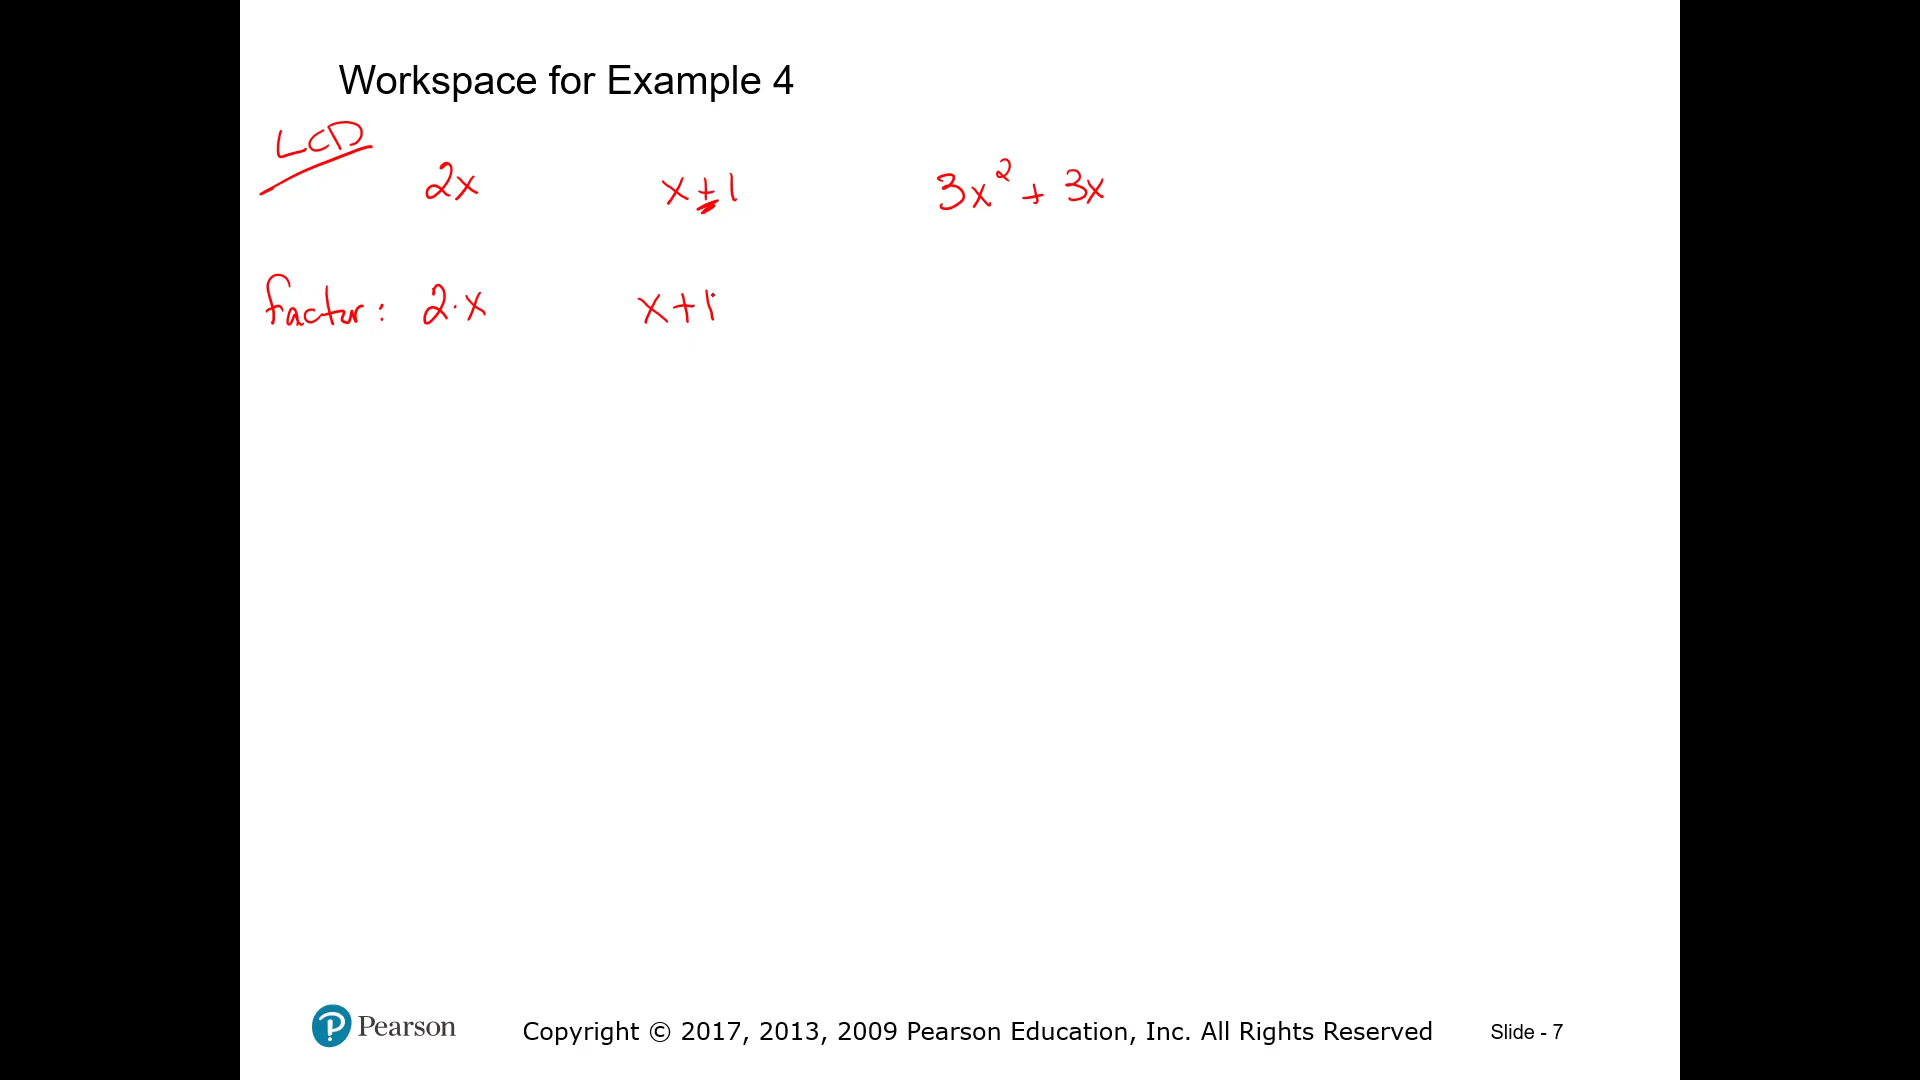 Workspace for Example 4
LCD
2x x+1 3x² + 3x
factor: 2·x x+1
Pearson Copyright © 2017, 2013, 2009 Pearson Education, Inc. All Rights Reserved Slide - 7